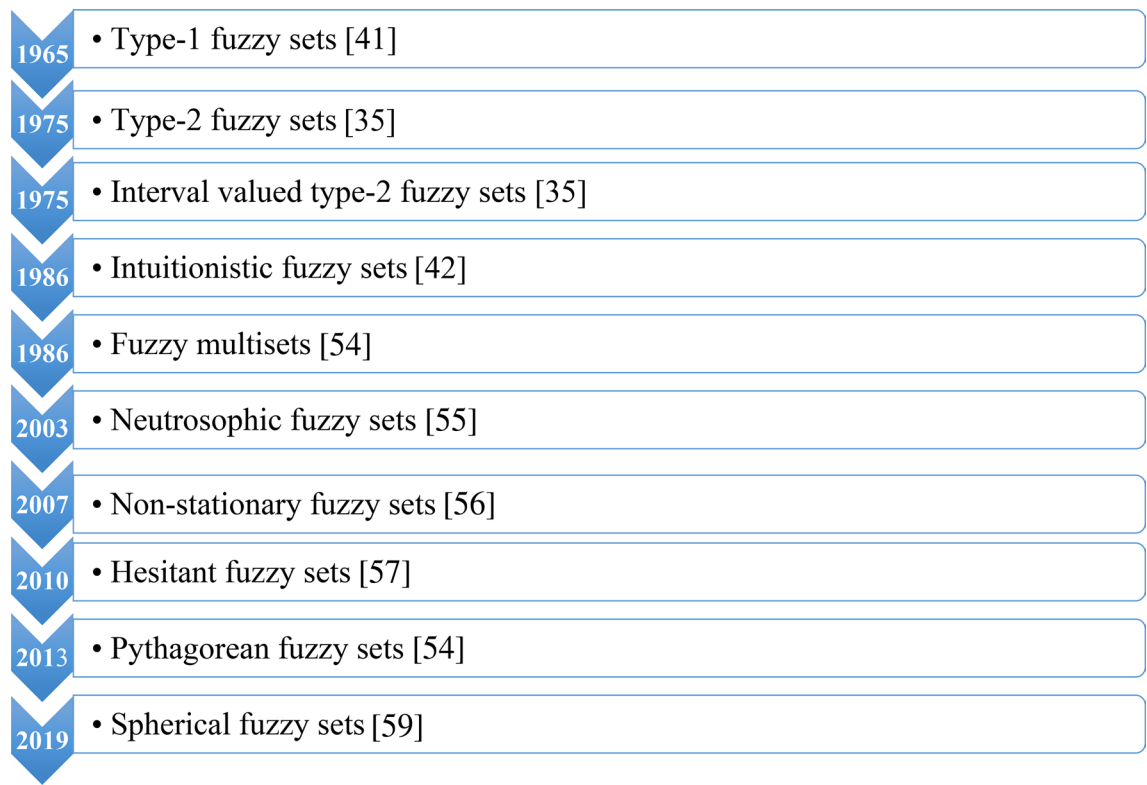 1965
• Type-1 fuzzy sets [41]
1975
• Type-2 fuzzy sets [35]
1975
• Interval valued type-2 fuzzy sets [35]
1986
• Intuitionistic fuzzy sets [42]
1986
• Fuzzy multisets [54]
2003
• Neutrosophic fuzzy sets [55]
2007
• Non-stationary fuzzy sets [56]
2010
• Hesitant fuzzy sets [57]
2013
• Pythagorean fuzzy sets [54]
2019
• Spherical fuzzy sets [59]